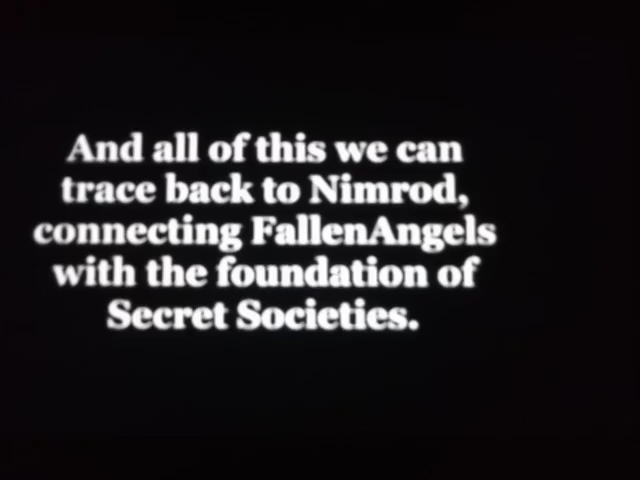 And all of this we can
trace back to Nimrod,
connecting FallenAngels
with the foundation of
Secret Societies.